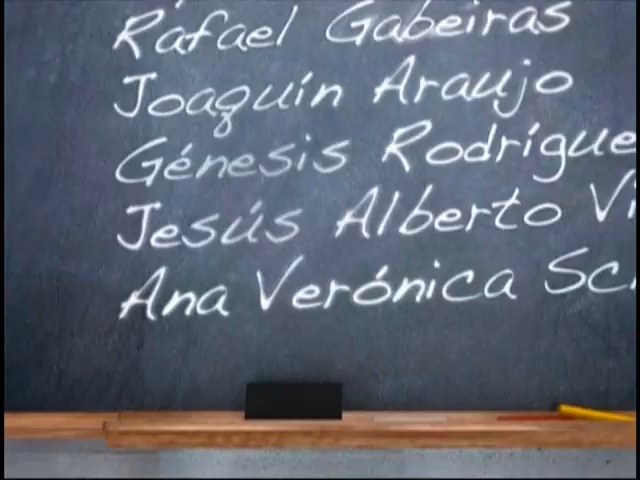 Rafael Gabeiras
Joaquín Araujo
Génesis Rodrígue
Jesús Alberto Vi
Ana Verónica Sc